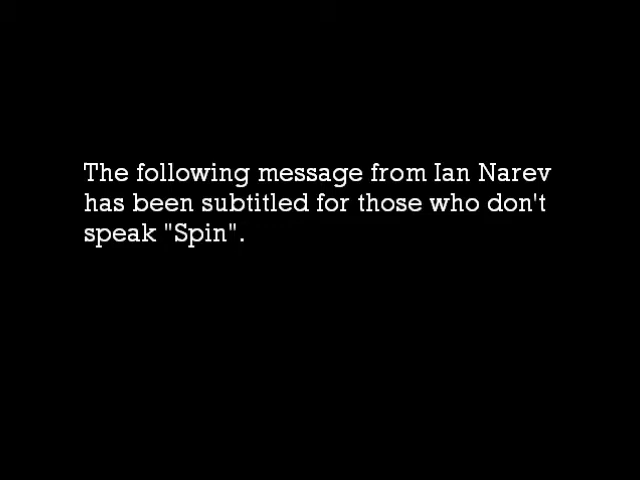 The following message from Ian Narev
has been subtitled for those who don't
speak "Spin".